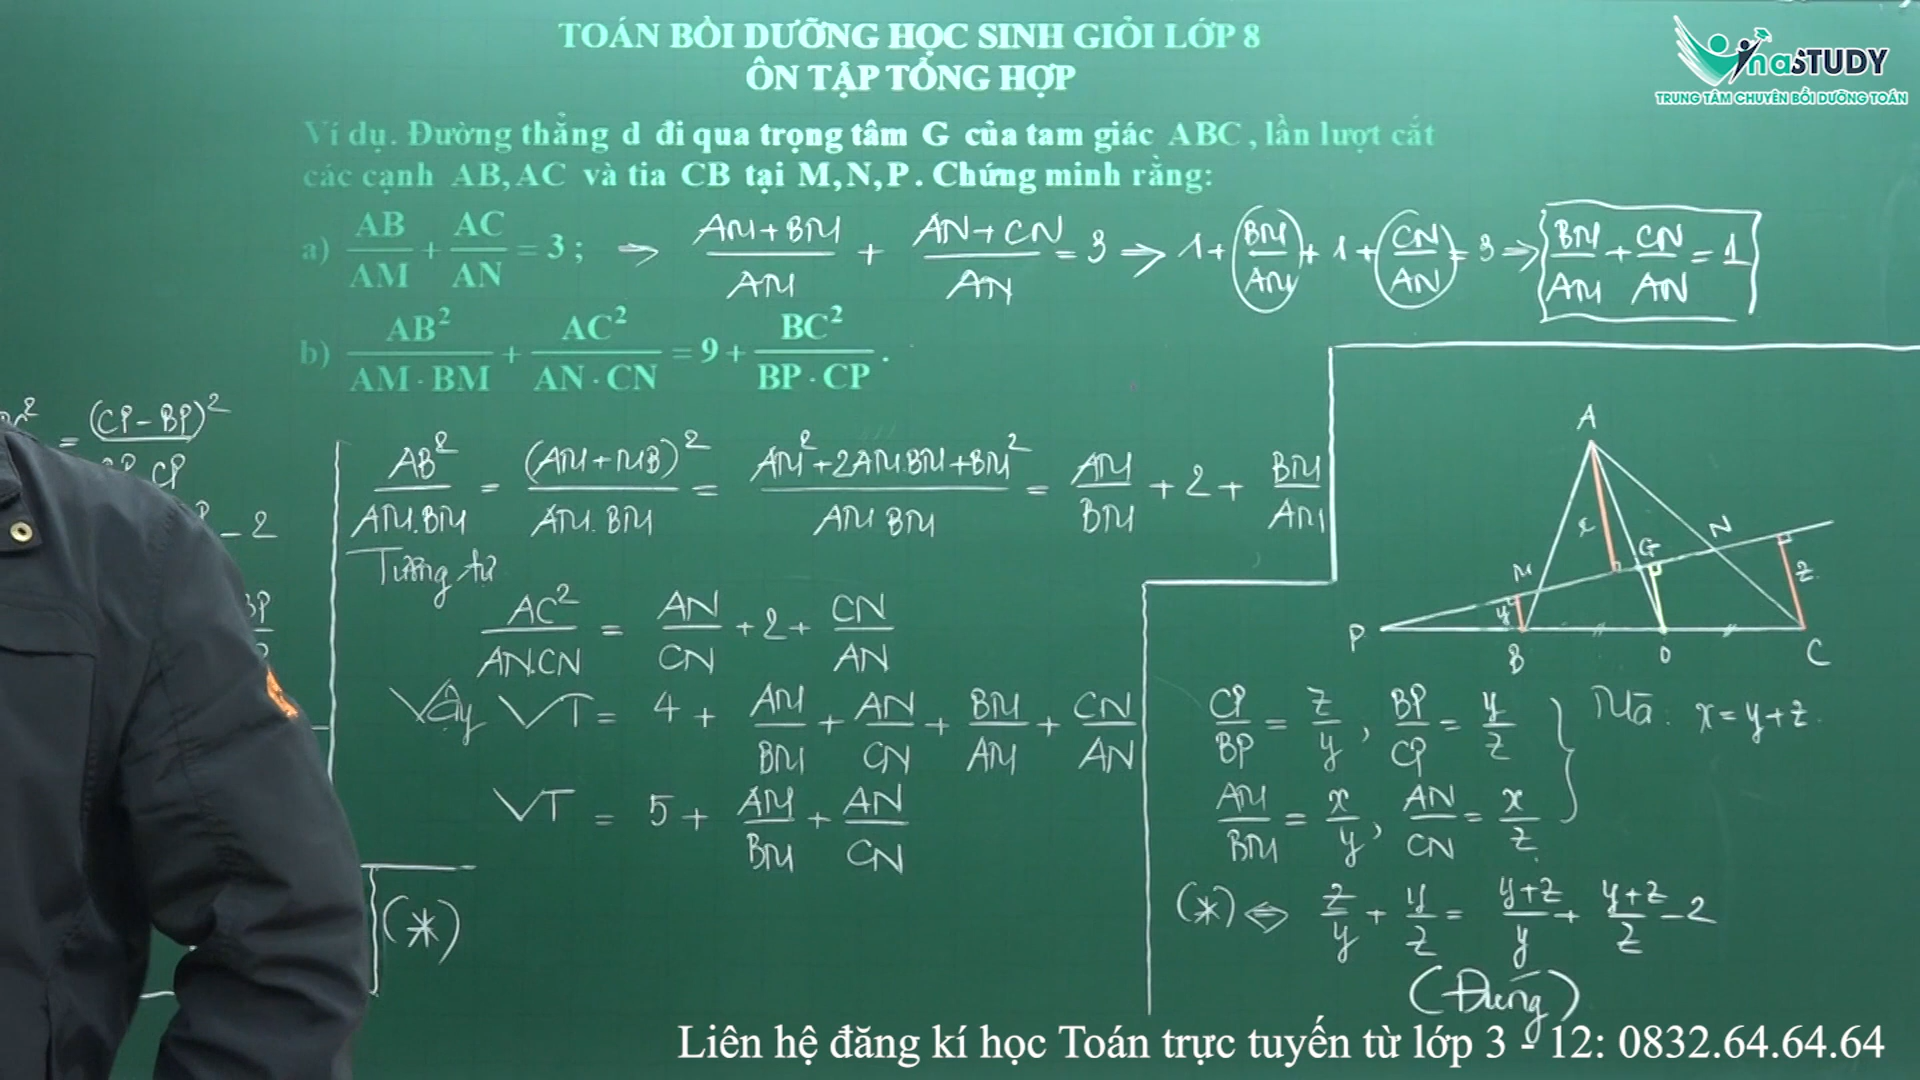 TOÁN BỒI DƯỠNG HỌC SINH GIỎI LỚP 8
ÔN TẬP TỔNG HỢP
naSTUDY
TRUNG TÂM CHUYÊN BỒI DƯỠNG TOÁN
Ví dụ. Đường thẳng d đi qua trọng tâm G của tam giác ABC, lần lượt cắt
các cạnh AB, AC và tia CB tại M, N, P. Chứng minh rằng:
a) AB/AM + AC/AN = 3; ⇒ (AM+BM)/AM + (AN+CN)/AN = 3 ⇒ 1 + BM/AM + 1 + CN/AN = 3 ⇒ BM/AM + CN/AN = 1
b) AB²/(AM·BM) + AC²/(AN·CN) = 9 + BC²/(BP·CP).
= (CP-BP)²
CP
- 2
AB²/(AM.BM) = (AM+MB)²/(AM.BM) = (AM²+2AM.BM+BM²)/(AM.BM) = AM/BM + 2 + BM/AM
Tương tự
AC²/(AN.CN) = AN/CN + 2 + CN/AN
Vậy VT = 4 + AM/BM + AN/CN + BM/AM + CN/AN
VT = 5 + AM/BM + AN/CN
(*)
A
x
G
N
M
y
z
P
B
D
C
CP/BP = z/y, BP/CP = y/z
AM/BM = x/y, AN/CN = x/z
Mà: x = y+z.
(*) ⇔ z/y + y/z = (y+z)/y + (y+z)/z - 2
(Đúng)
Liên hệ đăng kí học Toán trực tuyến từ lớp 3 - 12: 0832.64.64.64